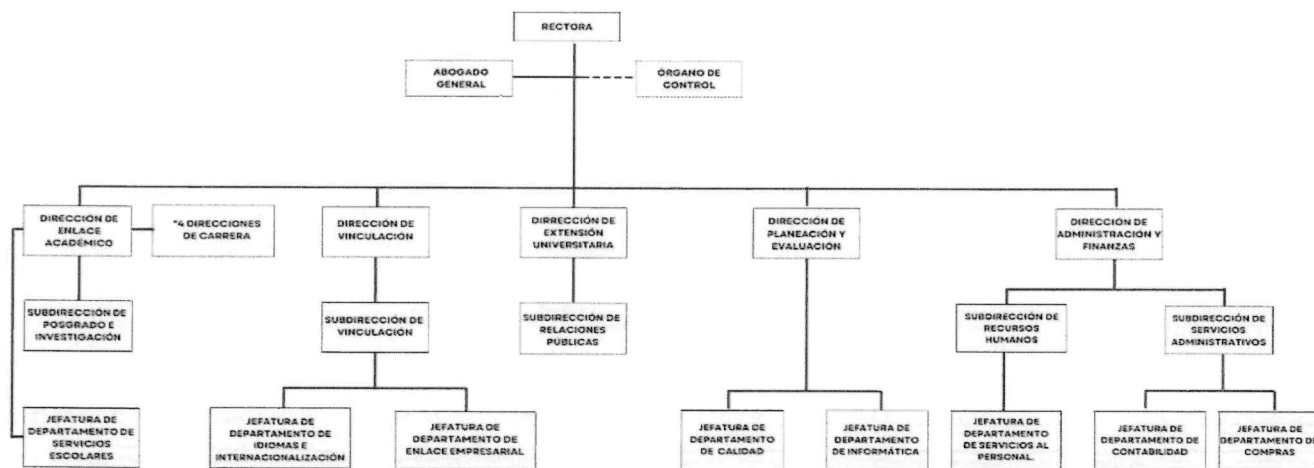 RECTORA
ABOGADO
GENERAL
ÓRGANO DE
CONTROL
DIRECCIÓN DE
ENLACE
ACADÉMICO
*4 DIRECCIONES
DE CARRERA
DIRECCIÓN DE
VINCULACIÓN
DIRRECCIÓN DE
EXTENSIÓN
UNIVERSITARIA
DIRECCIÓN DE
PLANEACIÓN Y
EVALUACIÓN
DIRECCIÓN DE
ADMINISTRACIÓN Y
FINANZAS
SUBDIRECCIÓN DE
POSGRADO E
INVESTIGACIÓN
SUBDIRECCIÓN DE
VINCULACIÓN
SUBDIRECCIÓN DE
RELACIONES
PÚBLICAS
SUBDIRECCIÓN DE
RECURSOS
HUMANOS
SUBDIRECCIÓN DE
SERVICIOS
ADMINISTRATIVOS
JEFATURA DE
DEPARTAMENTO DE
SERVICIOS
ESCOLARES
JEFATURA DE
DEPARTAMENTO DE
IDIOMAS E
INTERNACIONALIZACIÓN
JEFATURA DE
DEPARTAMENTO DE
ENLACE EMPRESARIAL
JEFATURA DE
DEPARTAMENTO
DE CALIDAD
JEFATURA DE
DEPARTAMENTO
DE INFORMÁTICA
JEFATURA DE
DEPARTAMENTO
DE SERVICIOS AL
PERSONAL.
JEFATURA DE
DEPARTAMENTO DE
CONTABILIDAD
JEFATURA DE
DEPARTAMENTO DE
COMPRAS